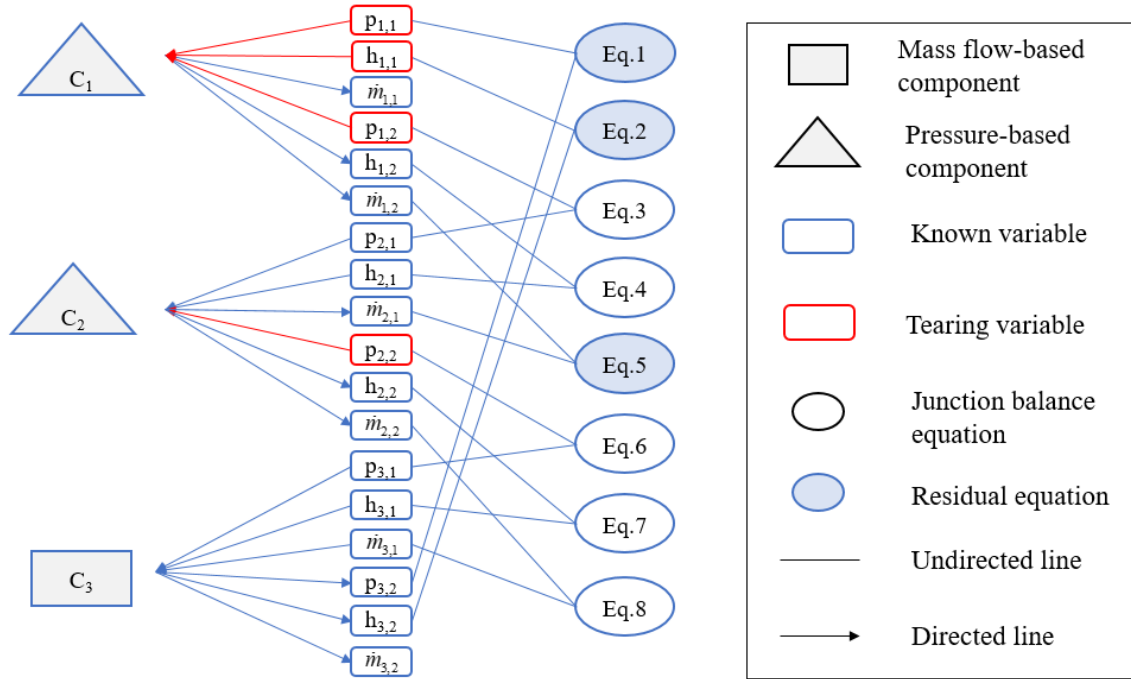 C₁
C₂
C₃
p₁,₁
h₁,₁
ṁ₁,₁
p₁,₂
h₁,₂
ṁ₁,₂
p₂,₁
h₂,₁
ṁ₂,₁
p₂,₂
h₂,₂
ṁ₂,₂
p₃,₁
h₃,₁
ṁ₃,₁
p₃,₂
h₃,₂
ṁ₃,₂
Eq.1
Eq.2
Eq.3
Eq.4
Eq.5
Eq.6
Eq.7
Eq.8
Mass flow-based
component
Pressure-based
component
Known variable
Tearing variable
Junction balance
equation
Residual equation
Undirected line
Directed line